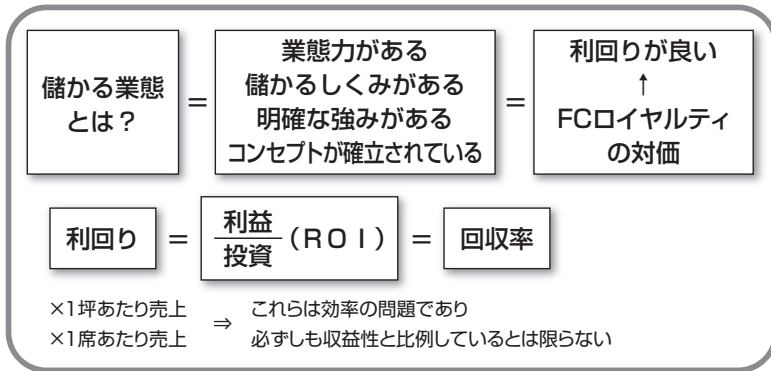 儲かる業態
とは？
=
業態力がある
儲かるしくみがある
明確な強みがある
コンセプトが確立されている
=
利回りが良い
↑
FCロイヤルティ
の対価
利回り
=
利益
投資
（ＲＯＩ）
=
回収率
×1坪あたり売上
×1席あたり売上
⇒
これらは効率の問題であり
必ずしも収益性と比例しているとは限らない